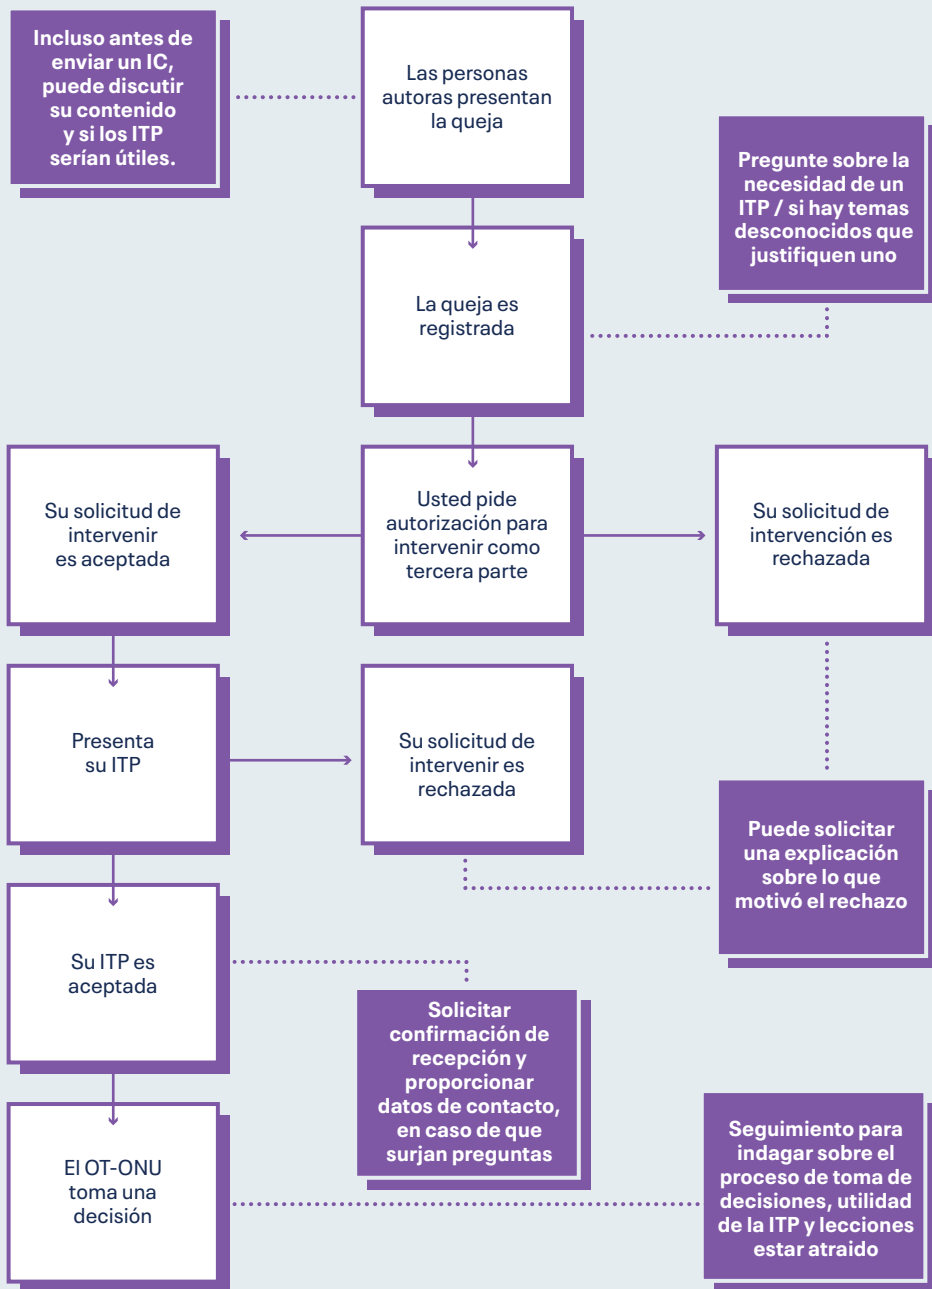 Incluso antes de
enviar un IC,
puede discutir
su contenido
y si los ITP
serían útiles.
Las personas
autoras presentan
la queja
Pregunte sobre la
necesidad de un
ITP / si hay temas
desconocidos que
justifiquen uno
La queja es
registrada
Su solicitud de
intervenir
es aceptada
Usted pide
autorización para
intervenir como
tercera parte
Su solicitud de
intervención es
rechazada
Presenta
su ITP
Su solicitud de
intervenir es
rechazada
Puede solicitar
una explicación
sobre lo que
motivó el rechazo
Su ITP es
aceptada
Solicitar
confirmación de
recepción y
proporcionar
datos de contacto,
en caso de que
surjan preguntas
El OT-ONU
toma una
decisión
Seguimiento para
indagar sobre el
proceso de toma de
decisiones, utilidad
de la ITP y lecciones
estar atraido